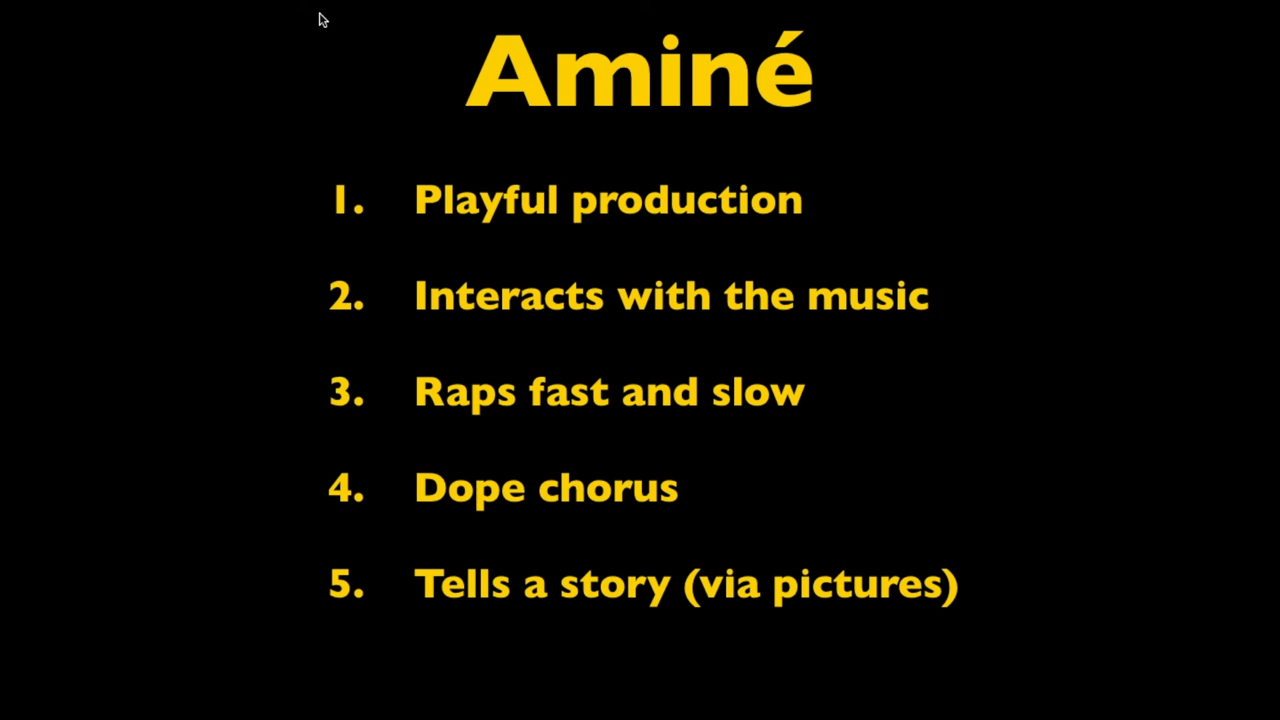 Aminé
1. Playful production
2. Interacts with the music
3. Raps fast and slow
4. Dope chorus
5. Tells a story (via pictures)